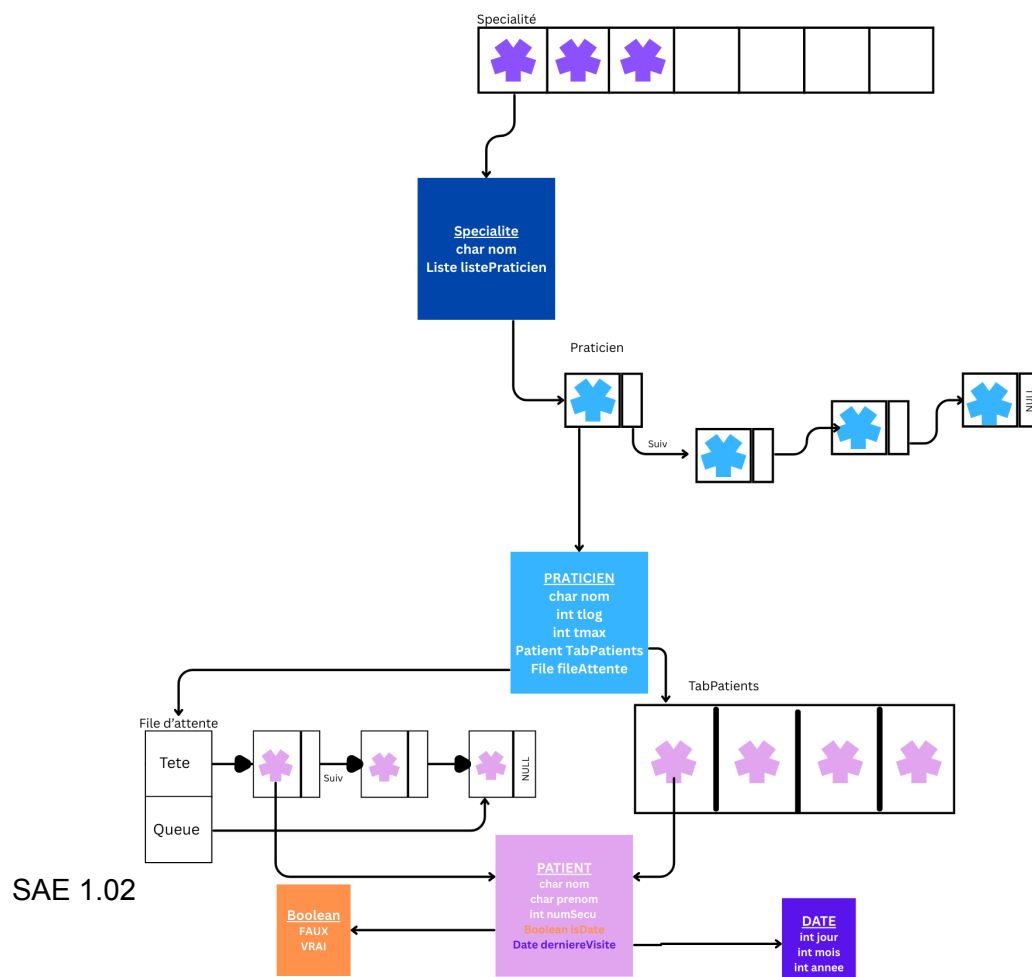 Specialité
Specialite
char nom
Liste listePraticien
Praticien
Suiv
NULL
PRATICIEN
char nom
int tlog
int tmax
Patient TabPatients
File fileAttente
TabPatients
File d'attente
Tete
Suiv
NULL
Queue
PATIENT
char nom
char prenom
int numSecu
Boolean isDate
Date derniereVisite
SAE 1.02
Boolean
FAUX
VRAI
DATE
int jour
int mois
int annee